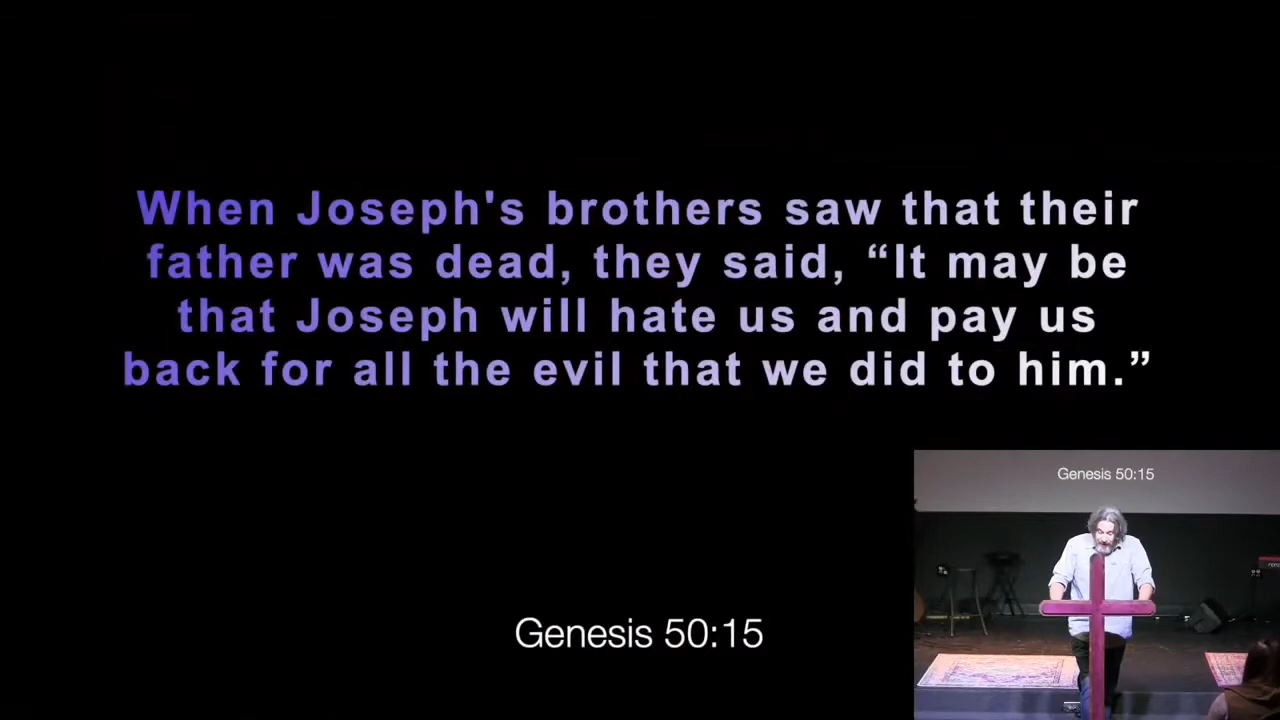 When Joseph's brothers saw that their
father was dead, they said, “It may be
that Joseph will hate us and pay us
back for all the evil that we did to him.”
Genesis 50:15
Genesis 50:15